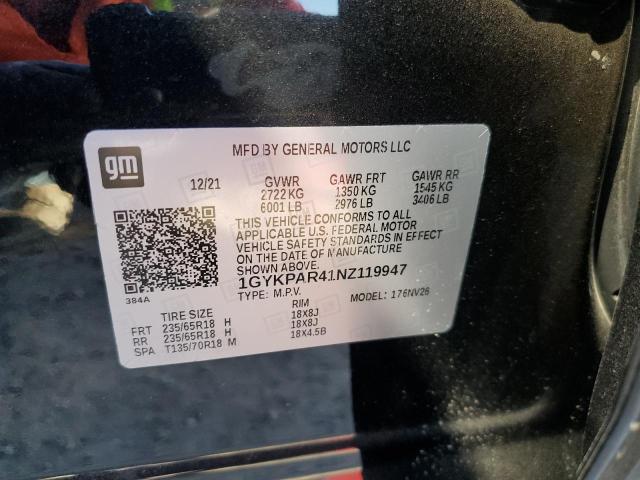 gm
MFD BY GENERAL MOTORS LLC
12/21 GVWR GAWR FRT GAWR RR
2722 KG 1350 KG 1545 KG
6001 LB 2976 LB 3406 LB
THIS VEHICLE CONFORMS TO ALL
APPLICABLE U.S. FEDERAL MOTOR
VEHICLE SAFETY STANDARDS IN EFFECT
ON THE DATE OF MANUFACTURE
SHOWN ABOVE.
1GYKPAR41NZ119947
384A TYPE: M.P.V. MODEL: 176NV26
TIRE SIZE RIM
FRT 235/65R18 H 18X8J
RR 235/65R18 H 18X8J
SPA T135/70R18 M 18X4.5B